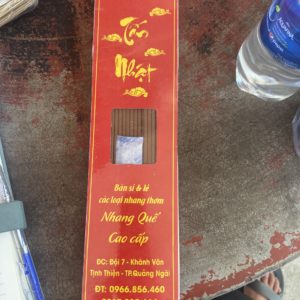 Tấn
Nhật
Bán sỉ & lẻ
các loại nhang thơm
Nhang Quế
Cao cấp
ĐC: Đội 7 - Khánh Vân
Tịnh Thiện - TP.Quảng Ngãi
ĐT: 0966.856.460